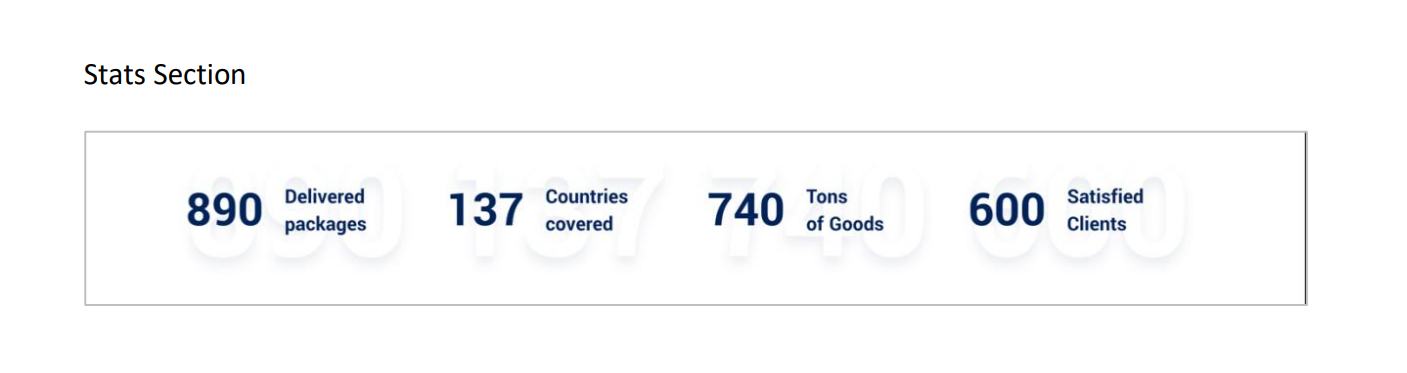 Stats Section
890 Delivered packages
137 Countries covered
740 Tons of Goods
600 Satisfied Clients